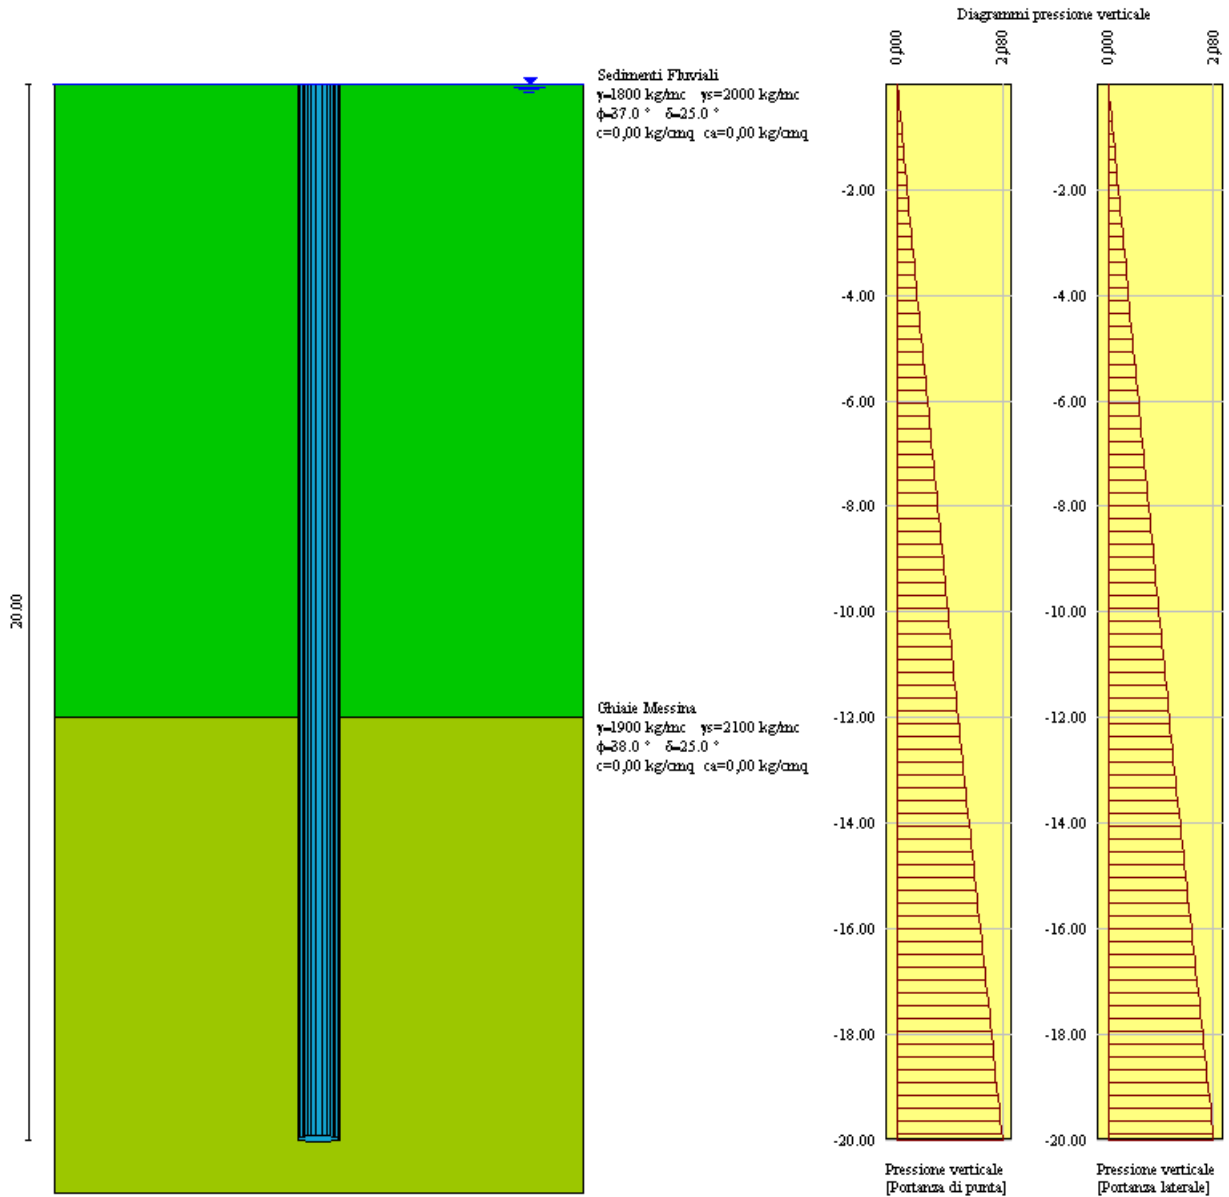 Diagrammi pressione verticale
0,000
2,080
0,000
2,080
Sedimenti Fluviali
γ=1800 kg/mc γs=2000 kg/mc
ϕ=37.0 ° δ=25.0 °
c=0,00 kg/cmq ca=0,00 kg/cmq
20.00
Ghiaie Messina
γ=1900 kg/mc γs=2100 kg/mc
ϕ=38.0 ° δ=25.0 °
c=0,00 kg/cmq ca=0,00 kg/cmq
-2.00
-4.00
-6.00
-8.00
-10.00
-12.00
-14.00
-16.00
-18.00
-20.00
-2.00
-4.00
-6.00
-8.00
-10.00
-12.00
-14.00
-16.00
-18.00
-20.00
Pressione verticale
[Portanza di punta]
Pressione verticale
[Portanza laterale]